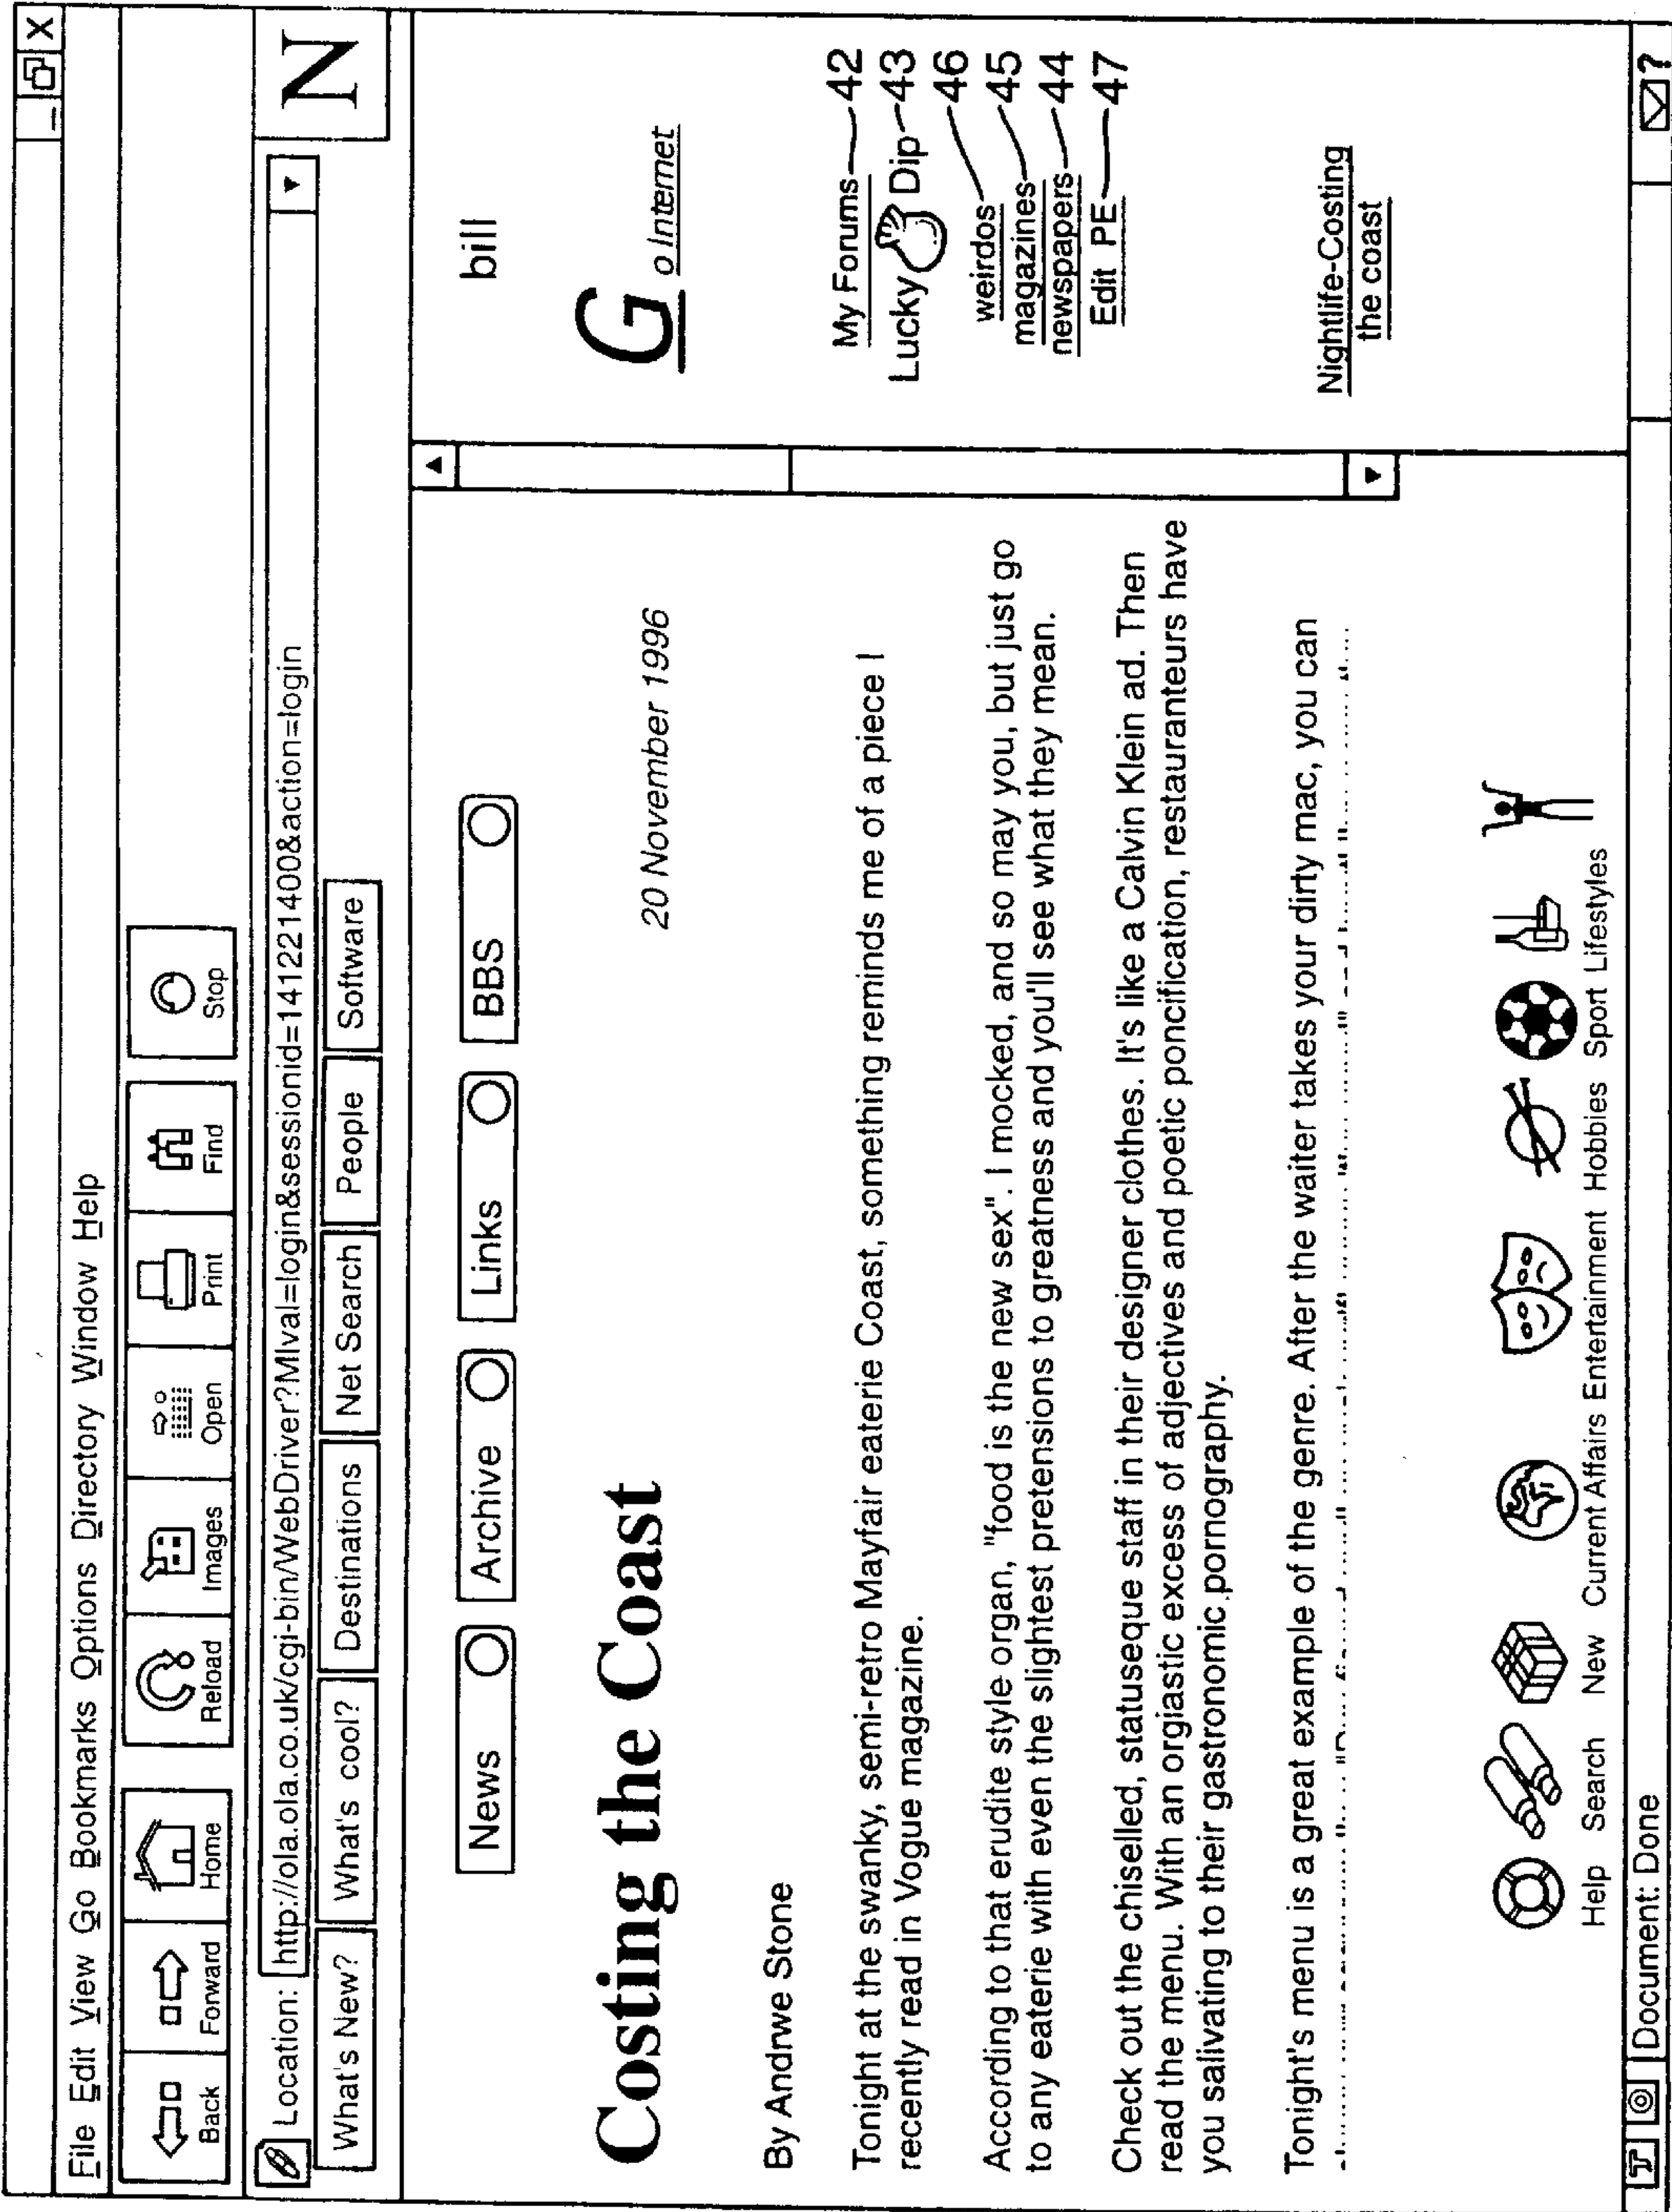 File Edit View Go Bookmarks Options Directory Window Help
Back Forward Home Reload Images Open Print Find Stop
Location: http://ola.ola.co.uk/cgi-bin/WebDriver?MIval=login&sessionid=141221400&action=login
N
What's New? What's cool? Destinations Net Search People Software
News Archive Links BBS
bill
Costing the Coast
20 November 1996
Go Internet
By Andrwe Stone
Tonight at the swanky, semi-retro Mayfair eaterie Coast, something reminds me of a piece I
recently read in Vogue magazine.
According to that erudite style organ, "food is the new sex". I mocked, and so may you, but just go
to any eaterie with even the slightest pretensions to greatness and you'll see what they mean.
Check out the chiselled, statuseque staff in their designer clothes. It's like a Calvin Klein ad. Then
read the menu. With an orgiastic excess of adjectives and poetic poncification, restauranteurs have
you salivating to their gastronomic pornography.
Tonight's menu is a great example of the genre. After the waiter takes your dirty mac, you can
My Forums 42
Lucky Dip 43
weirdos 46
magazines 45
newspapers 44
Edit PE 47
Nightlife-Costing
the coast
Help Search New Current Affairs Entertainment Hobbies Sport Lifestyles
Document: Done
?